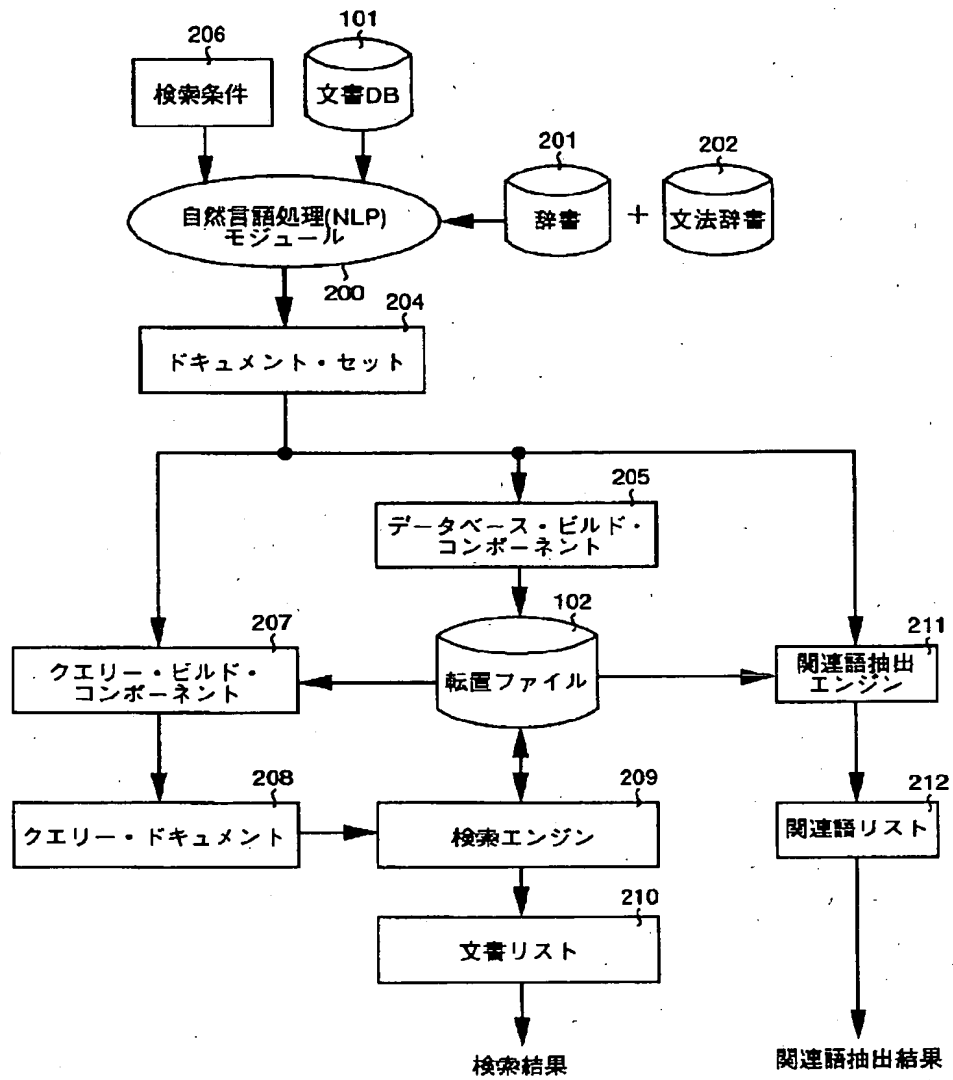 101
206
検索条件
文書DB
201
202
自然言語処理(NLP)
モジュール
辞書
+
文法辞書
200
204
ドキュメント・セット
205
データベース・ビルド・
コンポーネント
207
102
211
クエリー・ビルド・
コンポーネント
転置ファイル
関連語抽出
エンジン
208
209
212
クエリー・ドキュメント
検索エンジン
関連語リスト
210
文書リスト
検索結果
関連語抽出結果